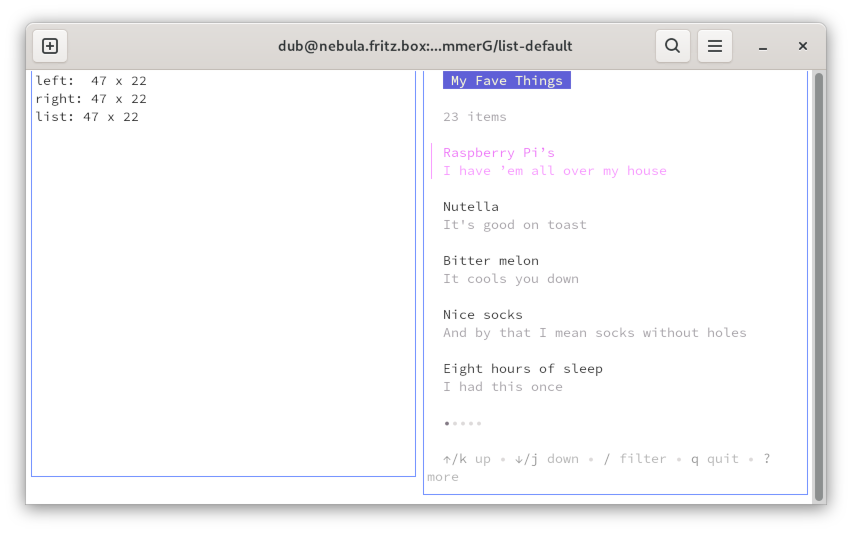 dub@nebula.fritz.box:...mmerG/list-default
left:  47 x 22
right: 47 x 22
list: 47 x 22
My Fave Things
23 items
Raspberry Pi’s
I have ’em all over my house
Nutella
It's good on toast
Bitter melon
It cools you down
Nice socks
And by that I mean socks without holes
Eight hours of sleep
I had this once
•••••
↑/k up • ↓/j down • / filter • q quit • ?
more